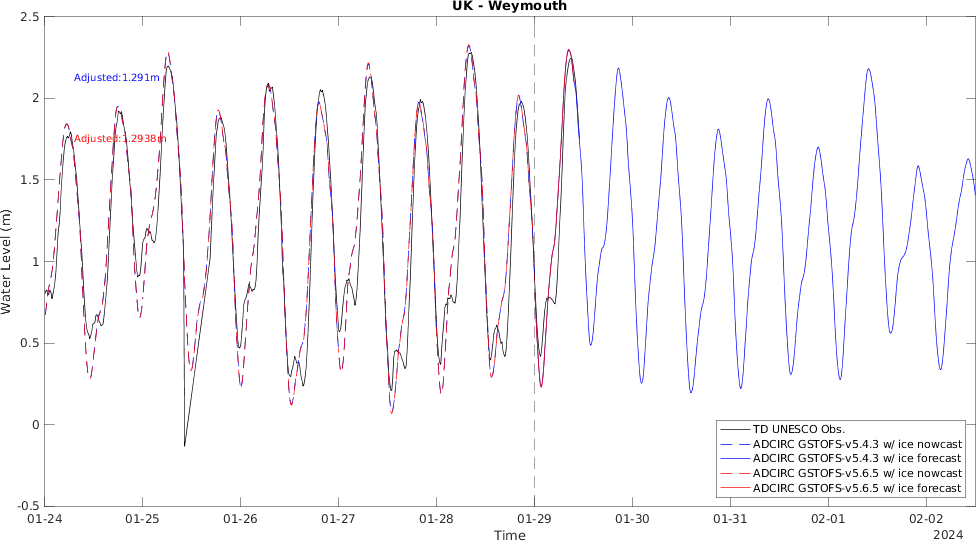 UK - Weymouth
2.5
2
1.5
1
0.5
0
-0.5
Water Level (m)
Adjusted:1.291m
Adjusted:1.2938m
TD UNESCO Obs.
ADCIRC GSTOFS-v5.4.3 w/ ice nowcast
ADCIRC GSTOFS-v5.4.3 w/ ice forecast
ADCIRC GSTOFS-v5.6.5 w/ ice nowcast
ADCIRC GSTOFS-v5.6.5 w/ ice forecast
01-24 01-25 01-26 01-27 01-28 01-29 01-30 01-31 02-01 02-02
Time
2024